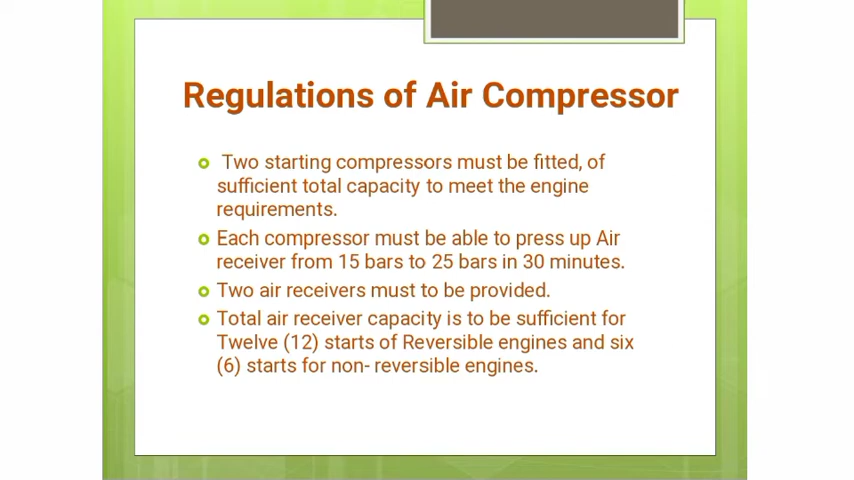 Regulations of Air Compressor
Two starting compressors must be fitted, of
sufficient total capacity to meet the engine
requirements.
Each compressor must be able to press up Air
receiver from 15 bars to 25 bars in 30 minutes.
Two air receivers must to be provided.
Total air receiver capacity is to be sufficient for
Twelve (12) starts of Reversible engines and six
(6) starts for non- reversible engines.